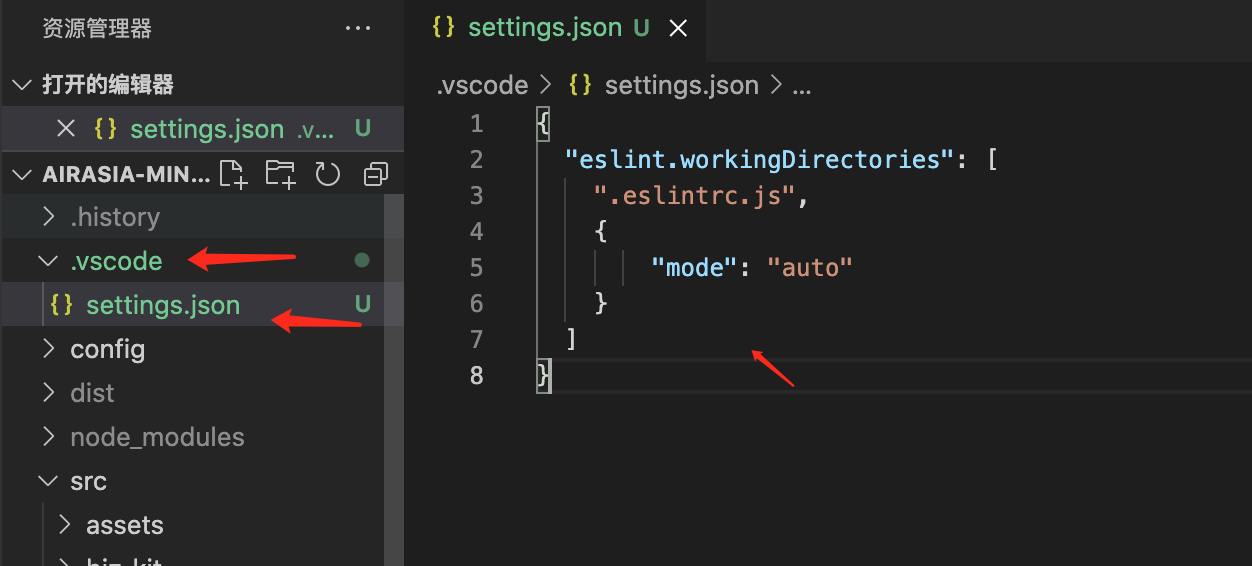 资源管理器 ···
打开的编辑器
{} settings.json .v... U
AIRASIA-MIN...
.history
.vscode
{} settings.json U
config
dist
node_modules
src
assets
{} settings.json U
.vscode > {} settings.json > ...
1 {
2 "eslint.workingDirectories": [
3 ".eslintrc.js",
4 {
5 "mode": "auto"
6 }
7 ]
8 }